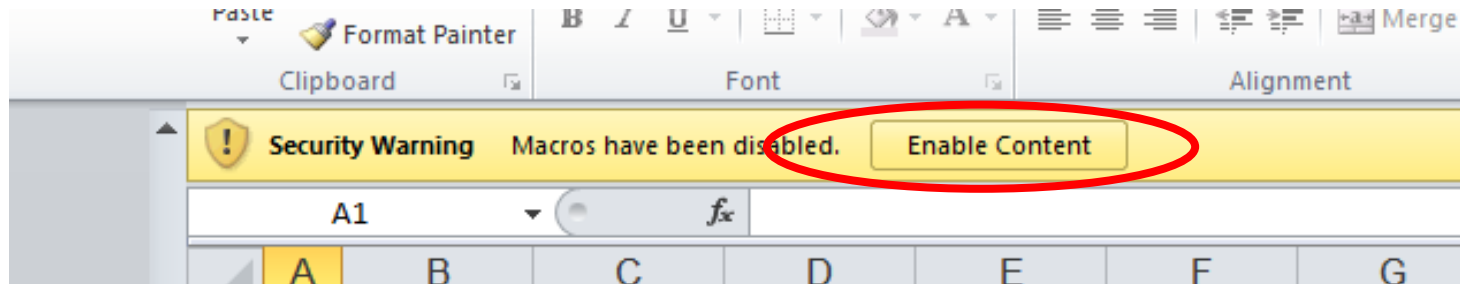 Paste
Format Painter
B I U A Merge
Clipboard Font Alignment
Security Warning Macros have been disabled. Enable Content
A1 fx
A B C D E F G